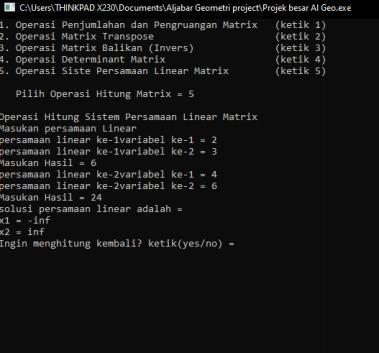 C:\Users\THINKPAD X230\Documents\Aljabar Geometri project\Projek besar Al Geo.exe
1. Operasi Penjumlahan dan Pengruangan Matrix (ketik 1)
2. Operasi Matrix Transpose (ketik 2)
3. Operasi Matrix Balikan (Invers) (ketik 3)
4. Operasi Determinant Matrix (ketik 4)
5. Operasi Siste Persamaan Linear Matrix (ketik 5)
Pilih Operasi Hitung Matrix = 5
Operasi Hitung Sistem Persamaan Linear Matrix
Masukan persamaan Linear
persamaan linear ke-1variabel ke-1 = 2
persamaan linear ke-1variabel ke-2 = 3
Masukan Hasil = 6
persamaan linear ke-2variabel ke-1 = 4
persamaan linear ke-2variabel ke-2 = 6
Masukan Hasil = 24
solusi persamaan linear adalah =
x1 = -inf
x2 = inf
Ingin menghitung kembali? ketik(yes/no) =